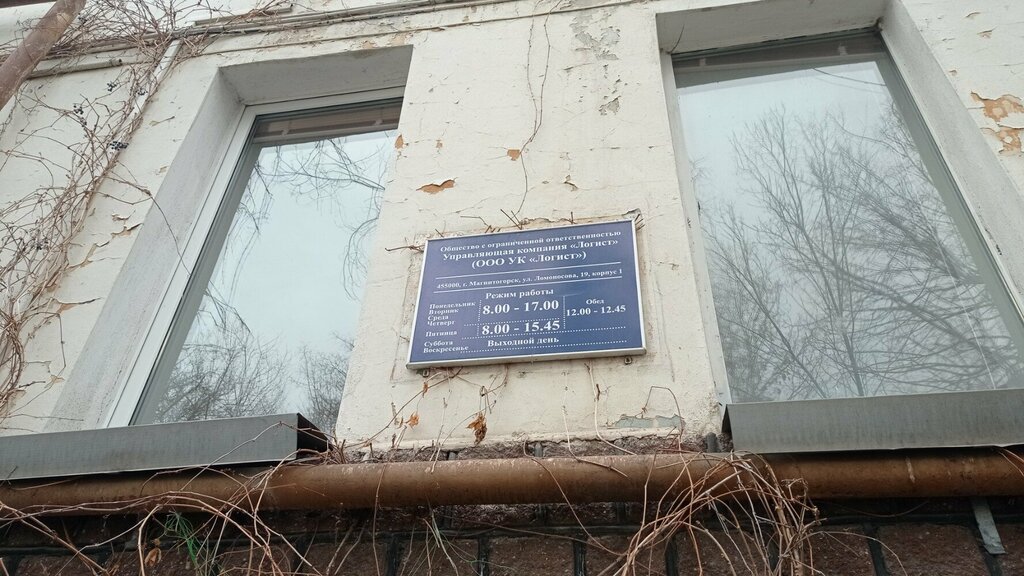 Общество с ограниченной ответственностью
Управляющая компания «Логист»
(ООО УК «Логист»)
455000, г. Магнитогорск, ул. Ломоносова, 19, корпус 1
Режим работы
Понедельник
Вторник
Среда
Четверг
8.00 - 17.00
Обед
12.00 - 12.45
Пятница
8.00 - 15.45
Суббота
Воскресенье
Выходной день